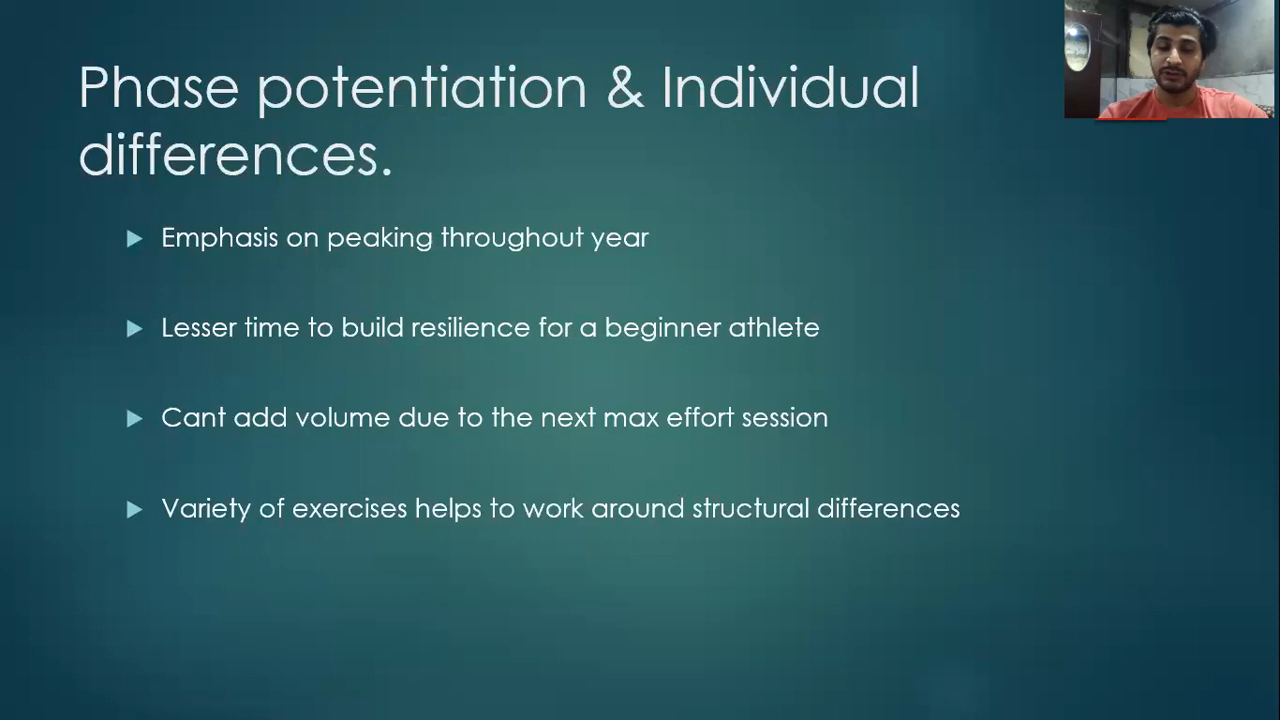 Phase potentiation & Individual
differences.
Emphasis on peaking throughout year
Lesser time to build resilience for a beginner athlete
Cant add volume due to the next max effort session
Variety of exercises helps to work around structural differences